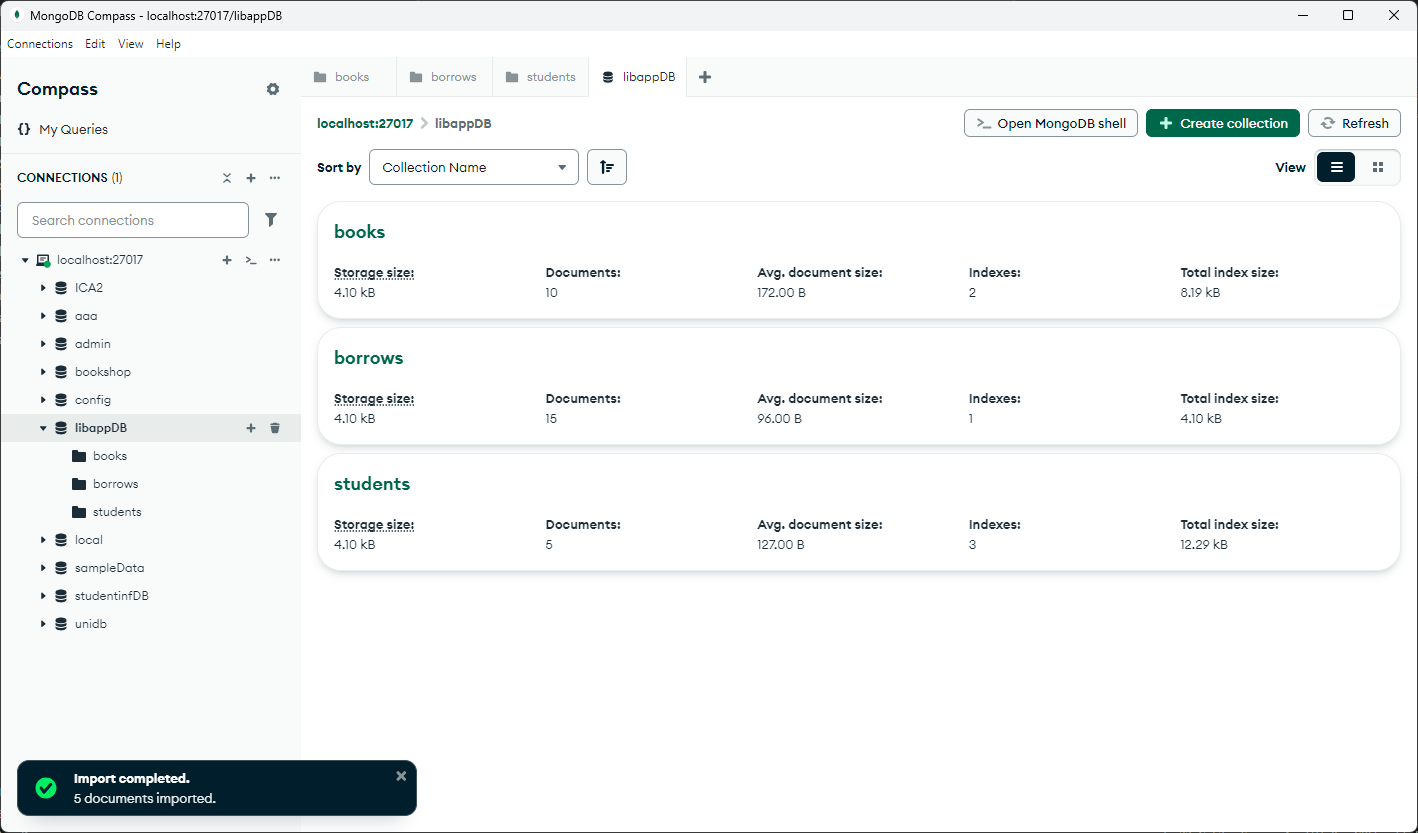 MongoDB Compass - localhost:27017/libappDB
Connections Edit View Help
Compass
{} My Queries
CONNECTIONS (1)
Search connections
localhost:27017
ICA2
aaa
admin
bookshop
config
libappDB
books
borrows
students
local
sampleData
studentinfDB
unidb
books borrows students libappDB
localhost:27017 > libappDB
>_ Open MongoDB shell + Create collection Refresh
Sort by Collection Name View
books
Storage size: Documents: Avg. document size: Indexes: Total index size:
4.10 kB 10 172.00 B 2 8.19 kB
borrows
Storage size: Documents: Avg. document size: Indexes: Total index size:
4.10 kB 15 96.00 B 1 4.10 kB
students
Storage size: Documents: Avg. document size: Indexes: Total index size:
4.10 kB 5 127.00 B 3 12.29 kB
Import completed.
5 documents imported.